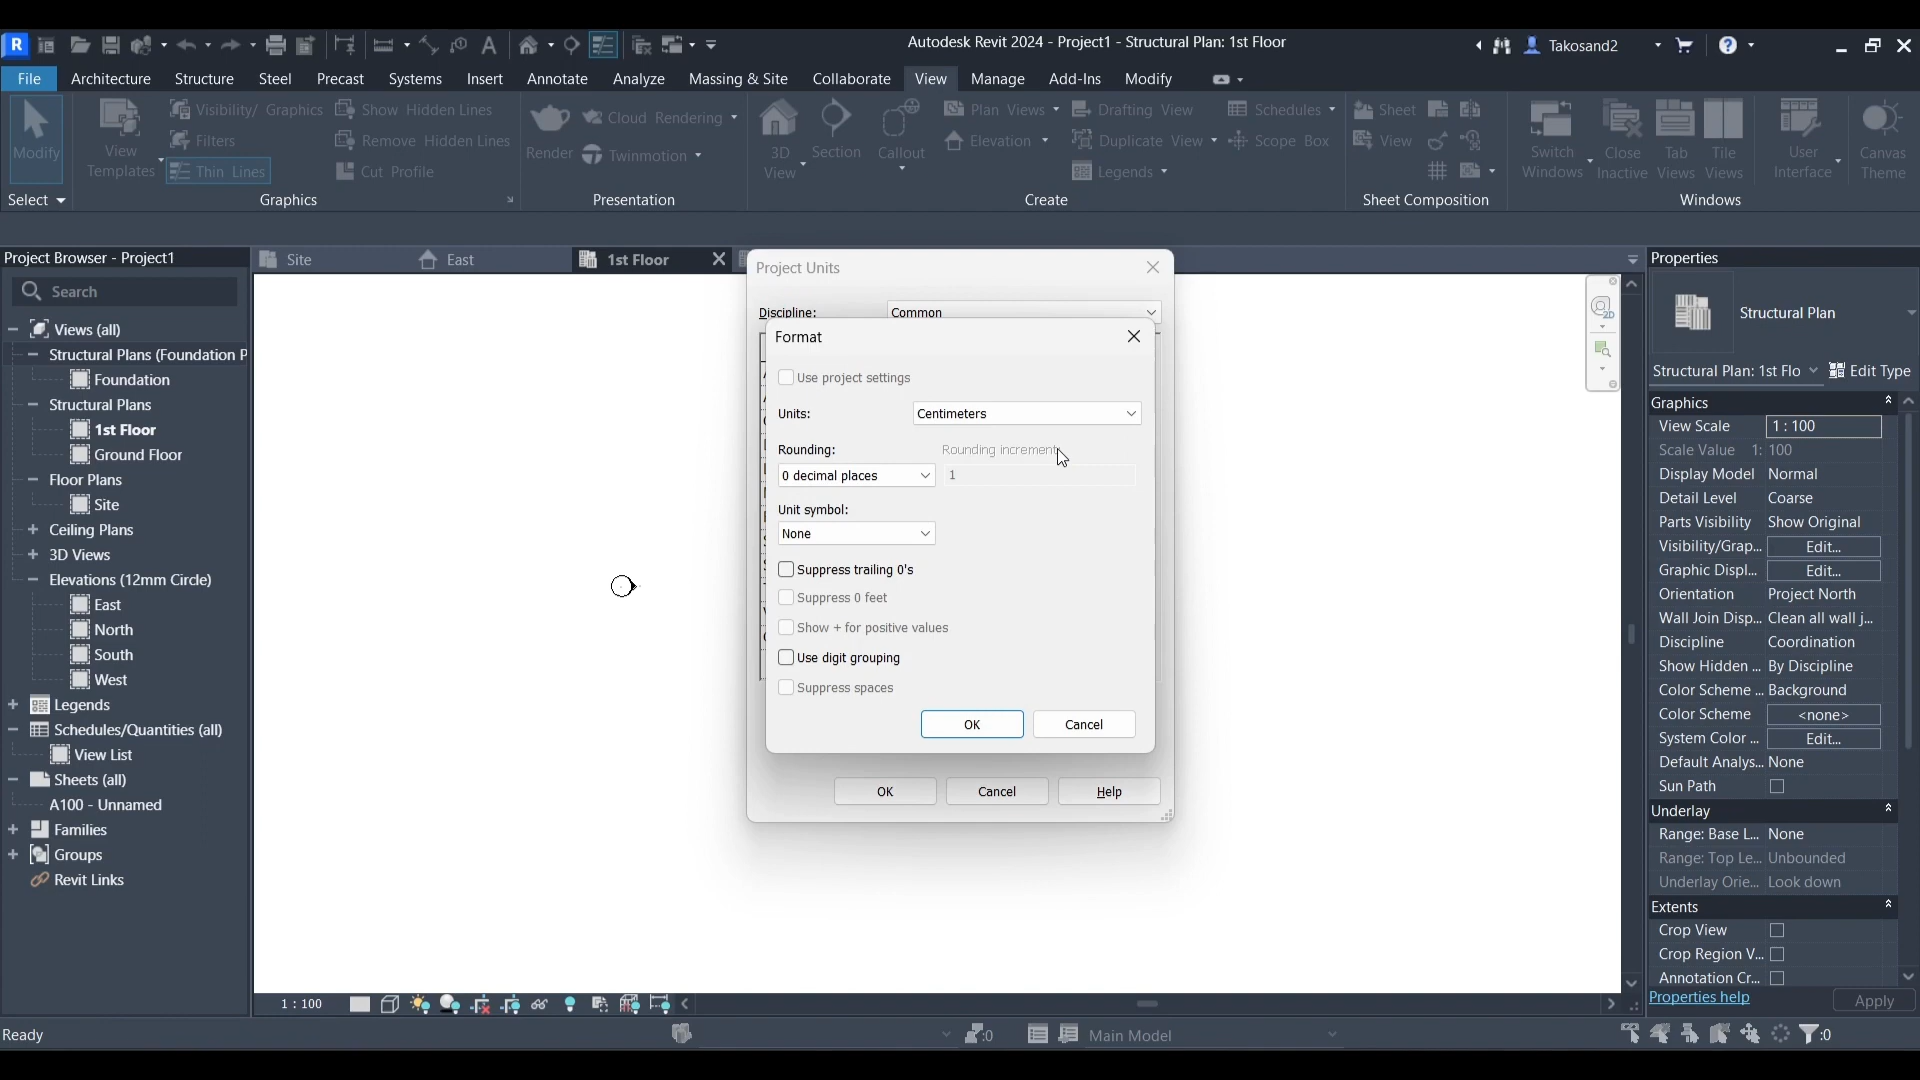 Autodesk Revit 2024 - Project1 - Structural Plan: 1st Floor
Takosand2
File Architecture Structure Steel Precast Systems Insert Annotate Analyze Massing & Site Collaborate View Manage Add-Ins Modify
Modify
View
Templates
Visibility/ Graphics
Filters
Thin Lines
Show Hidden Lines
Remove Hidden Lines
Cut Profile
Render
Cloud Rendering
Twinmotion
3D
View
Section
Callout
Plan Views
Elevation
Drafting View
Duplicate View
Legends
Schedules
Scope Box
Sheet
View
Switch
Windows
Close
Inactive
Tab
Views
Tile
Views
User
Interface
Canvas
Theme
Select
Graphics
Presentation
Create
Sheet Composition
Windows
Project Browser - Project1
Search
Views (all)
Structural Plans (Foundation P
Foundation
Structural Plans
1st Floor
Ground Floor
Floor Plans
Site
Ceiling Plans
3D Views
Elevations (12mm Circle)
East
North
South
West
Legends
Schedules/Quantities (all)
View List
Sheets (all)
A100 - Unnamed
Families
Groups
Revit Links
Site
East
1st Floor
Project Units
Discipline: Common
Format
Use project settings
Units: Centimeters
Rounding: Rounding increment:
0 decimal places 1
Unit symbol:
None
Suppress trailing 0's
Suppress 0 feet
Show + for positive values
Use digit grouping
Suppress spaces
OK Cancel
OK Cancel Help
2D
Properties
Structural Plan
Structural Plan: 1st Flo Edit Type
Graphics
View Scale 1 : 100
Scale Value 1: 100
Display Model Normal
Detail Level Coarse
Parts Visibility Show Original
Visibility/Grap... Edit...
Graphic Displ... Edit...
Orientation Project North
Wall Join Disp... Clean all wall j...
Discipline Coordination
Show Hidden ... By Discipline
Color Scheme ... Background
Color Scheme <none>
System Color ... Edit...
Default Analys... None
Sun Path
Underlay
Range: Base L... None
Range: Top Le... Unbounded
Underlay Orie... Look down
Extents
Crop View
Crop Region V...
Annotation Cr...
Properties help Apply
1 : 100
Ready
:0
Main Model
:0